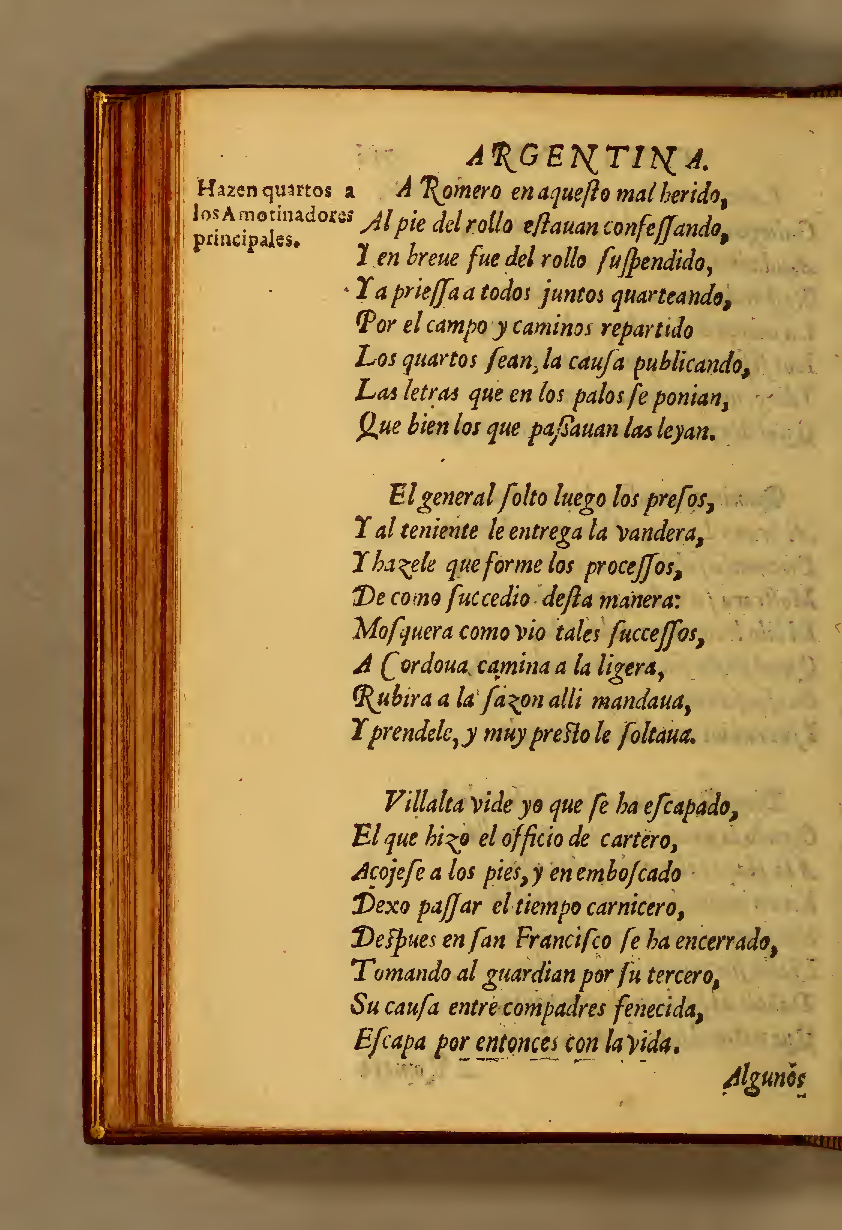 ARGENTINA.
Hazen quartos a
los Amotinadores
principales.
A Romero en aqueſto mal herido,
Al pie del rollo eſtauan confeſſando,
Y en breue fue del rollo ſuſpendido,
Y a prieſſa a todos juntos quarteando,
Por el campo y caminos repartido
Los quartos ſean, la cauſa publicando,
Las letras que en los palos ſe ponian,
Que bien los que paſſauan las leyan.
El general ſolto luego los preſos,
Y al teniente le entrega la vandera,
Y hazele que forme los proceſſos,
De como ſuccedio deſta manera:
Moſquera como vio tales ſucceſſos,
A Cordoua camina a la ligera,
Rubira a la ſazon alli mandaua,
Y prendele, y muy preſto le ſoltaua.
Villalta vide yo que ſe ha eſcapado,
El que hizo el officio de cartero,
Açojeſe a los pies, y en emboſcado
Dexo paſſar el tiempo carnicero,
Deſpues en ſan Franciſco ſe ha encerrado,
Tomando al guardian por ſu tercero,
Su cauſa entre compadres fenecida,
Eſcapa por entonces con la vida.
Algunos